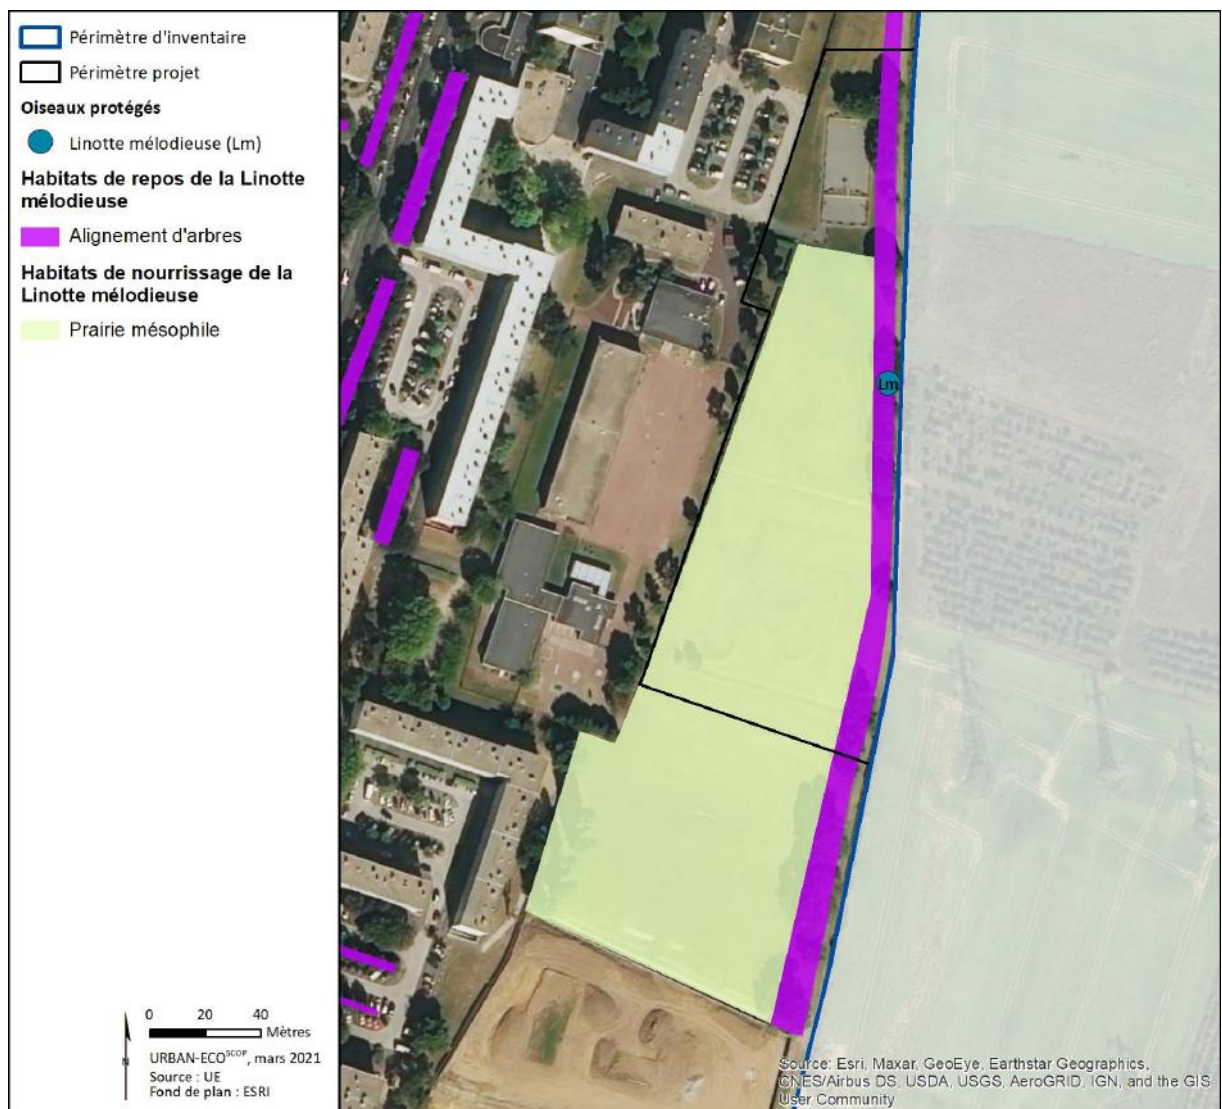 Périmètre d'inventaire
Périmètre projet
Oiseaux protégés
Linotte mélodieuse (Lm)
Habitats de repos de la Linotte
mélodieuse
Alignement d'arbres
Habitats de nourrissage de la
Linotte mélodieuse
Prairie mésophile
Lm
0 20 40
Mètres
N
URBAN-ECOSCOP, mars 2021
Source : UE
Fond de plan : ESRI
Source: Esri, Maxar, GeoEye, Earthstar Geographics,
CNES/Airbus DS, USDA, USGS, AeroGRID, IGN, and the GIS
User Community